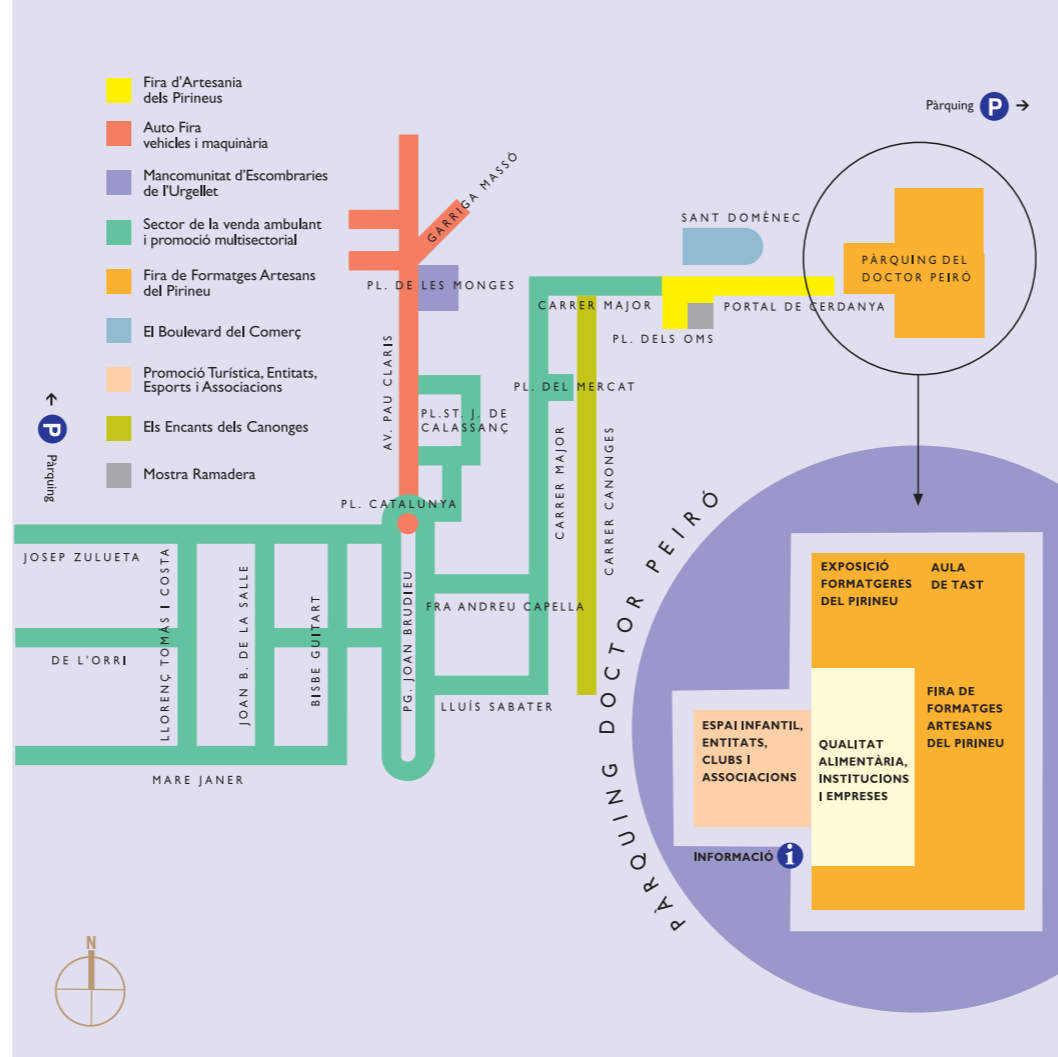 Fira d'Artesania
dels Pirineus
Auto Fira
vehicles i maquinària
Mancomunitat d'Escombraries
de l'Urgellet
Sector de la venda ambulant
i promoció multisectorial
Fira de Formatges Artesans
del Pirineu
El Boulevard del Comerç
Promoció Turística, Entitats,
Esports i Associacions
Els Encants dels Canonges
Mostra Ramadera
Pàrquing P →
← P Pàrquing
GARRIGA MASSÓ
SANT DOMÈNEC
PÀRQUING DEL
DOCTOR PEIRÓ
PL. DE LES MONGES
CARRER MAJOR
PORTAL DE CERDANYA
PL. DELS OMS
AV. PAU CLARIS
PL. DEL MERCAT
PL.ST. J. DE
CALASSANÇ
CARRER MAJOR
CARRER CANONGES
PL. CATALUNYA
JOSEP ZULUETA
LLORENÇ TOMÀS I COSTA
JOAN B. DE LA SALLE
BISBE GUITART
PG. JOAN BRUDIEU
FRA ANDREU CAPELLA
DE L'ORRI
LLUÍS SABATER
MARE JANER
PÀRQUING DOCTOR PEIRÓ
EXPOSICIÓ
FORMATGERES
DEL PIRINEU
AULA
DE TAST
FIRA DE
FORMATGES
ARTESANS
DEL PIRINEU
ESPAI INFANTIL,
ENTITATS,
CLUBS I
ASSOCIACIONS
QUALITAT
ALIMENTÀRIA,
INSTITUCIONS
I EMPRESES
INFORMACIÓ i
N